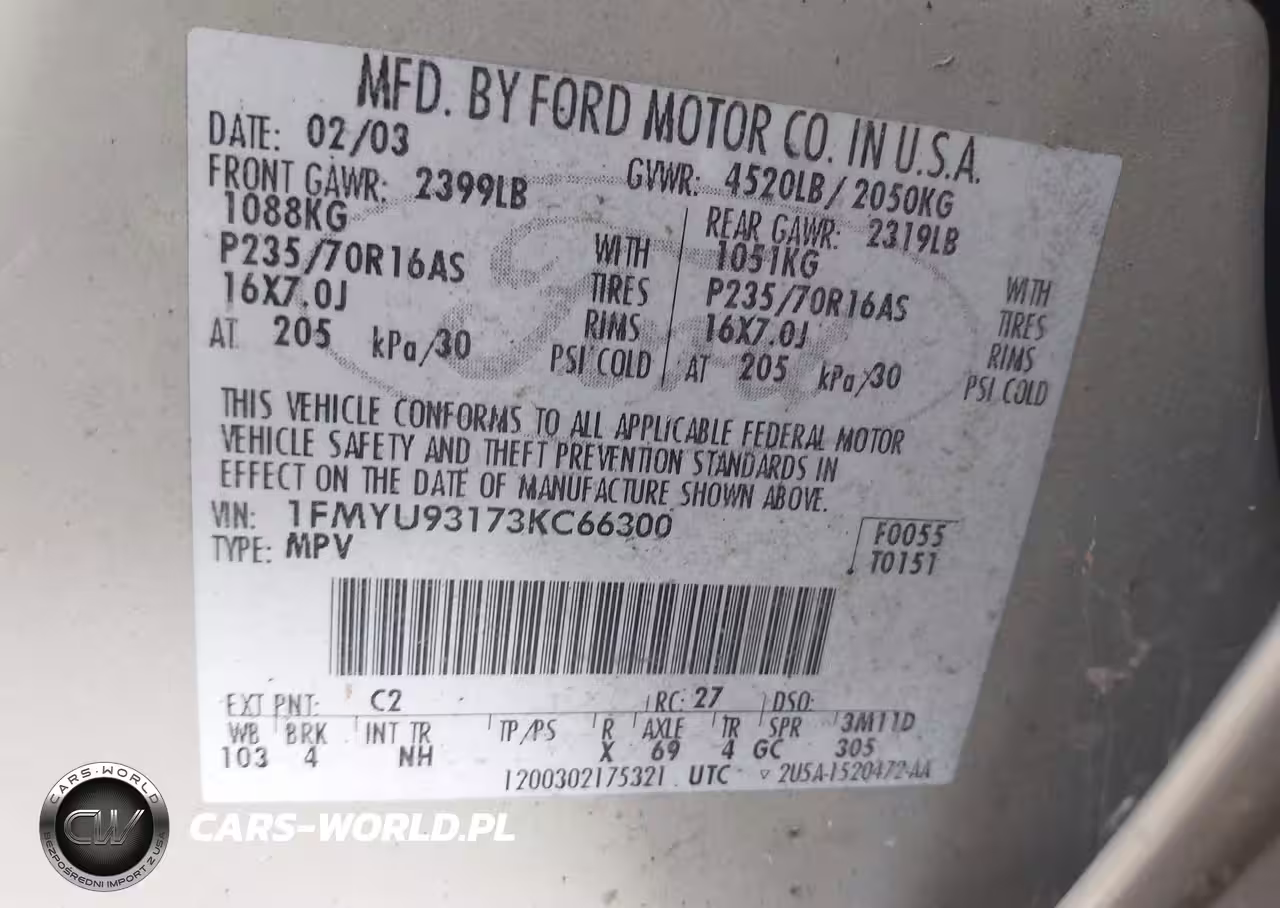 MFD. BY FORD MOTOR CO. IN U.S.A.
DATE: 02/03 GVWR: 4520LB/ 2050KG
FRONT GAWR: 2399LB REAR GAWR: 2319LB
1088KG WITH 1051KG WITH
P235/70R16AS TIRES P235/70R16AS TIRES
16X7.0J RIMS 16X7.0J RIMS
AT 205 kPa/30 PSI COLD AT 205 kPa/30 PSI COLD
THIS VEHICLE CONFORMS TO ALL APPLICABLE FEDERAL MOTOR
VEHICLE SAFETY AND THEFT PREVENTION STANDARDS IN
EFFECT ON THE DATE OF MANUFACTURE SHOWN ABOVE.
VIN: 1FMYU93173KC66300 F0055
TYPE: MPV T0151
EXT PNT: C2 RC: 27 DSO:
WB BRK INT TR TP/PS R AXLE TR SPR 3M11D
103 4 NH X 69 4 GC 305
1200302175321 UTC ▽ 2U5A-1520472-AA
CARS-WORLD
CW
BEZPOŚREDNI IMPORT Z USA
CARS-WORLD.PL